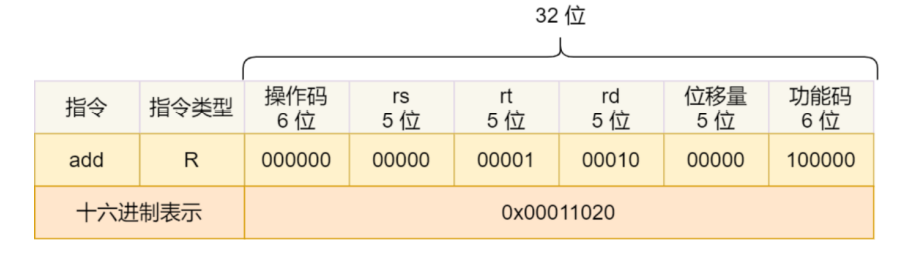 32 位
指令 指令类型 操作码 6 位 rs 5 位 rt 5 位 rd 5 位 位移量 5 位 功能码 6 位
add R 000000 00000 00001 00010 00000 100000
十六进制表示 0x00011020